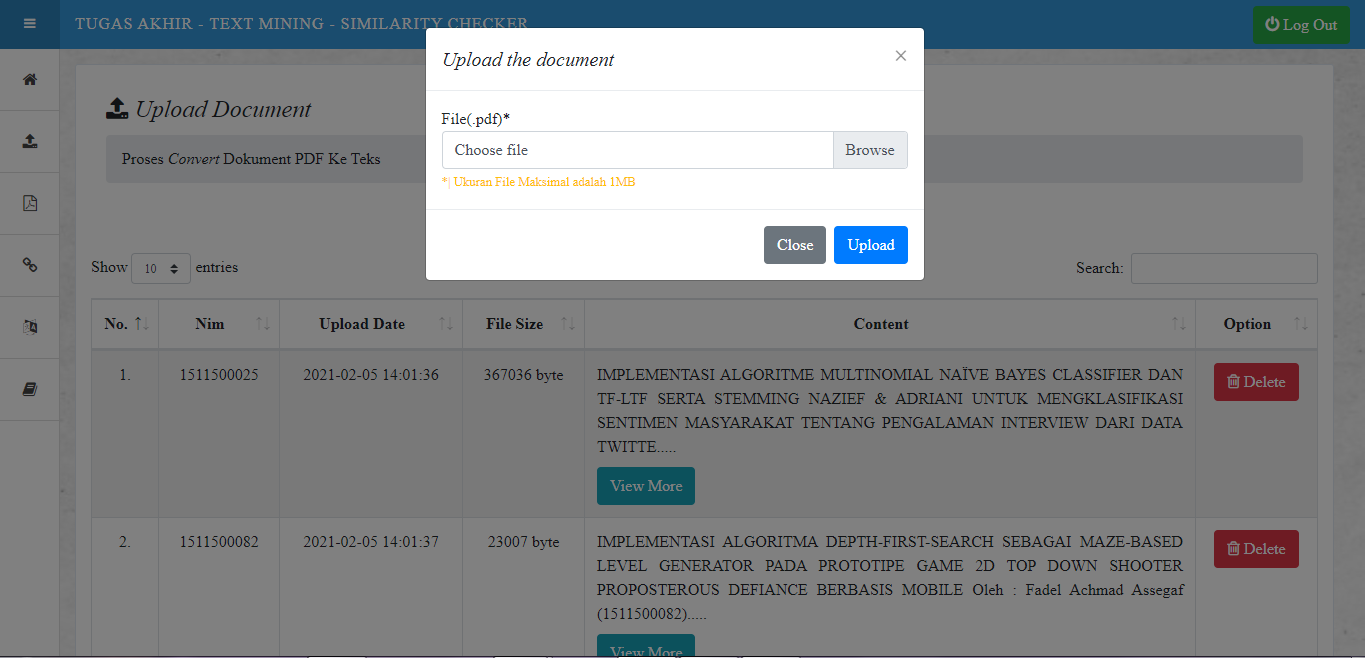 TUGAS AKHIR - TEXT MINING - SIMILARITY CHECKER
Log Out
Upload the document
×
File(.pdf)*
Choose file
Browse
*| Ukuran File Maksimal adalah 1MB
Close
Upload
Upload Document
Proses Convert Dokument PDF Ke Teks
Show 10 entries
Search:
No. Nim Upload Date File Size Content Option
1. 1511500025 2021-02-05 14:01:36 367036 byte
IMPLEMENTASI ALGORITME MULTINOMIAL NAÏVE BAYES CLASSIFIER DAN
TF-LTF SERTA STEMMING NAZIEF & ADRIANI UNTUK MENGKLASIFIKASI
SENTIMEN MASYARAKAT TENTANG PENGALAMAN INTERVIEW DARI DATA
TWITTE.....
View More
Delete
2. 1511500082 2021-02-05 14:01:37 23007 byte
IMPLEMENTASI ALGORITMA DEPTH-FIRST-SEARCH SEBAGAI MAZE-BASED
LEVEL GENERATOR PADA PROTOTIPE GAME 2D TOP DOWN SHOOTER
PROPOSTEROUS DEFIANCE BERBASIS MOBILE Oleh : Fadel Achmad Assegaf
(1511500082).....
View More
Delete